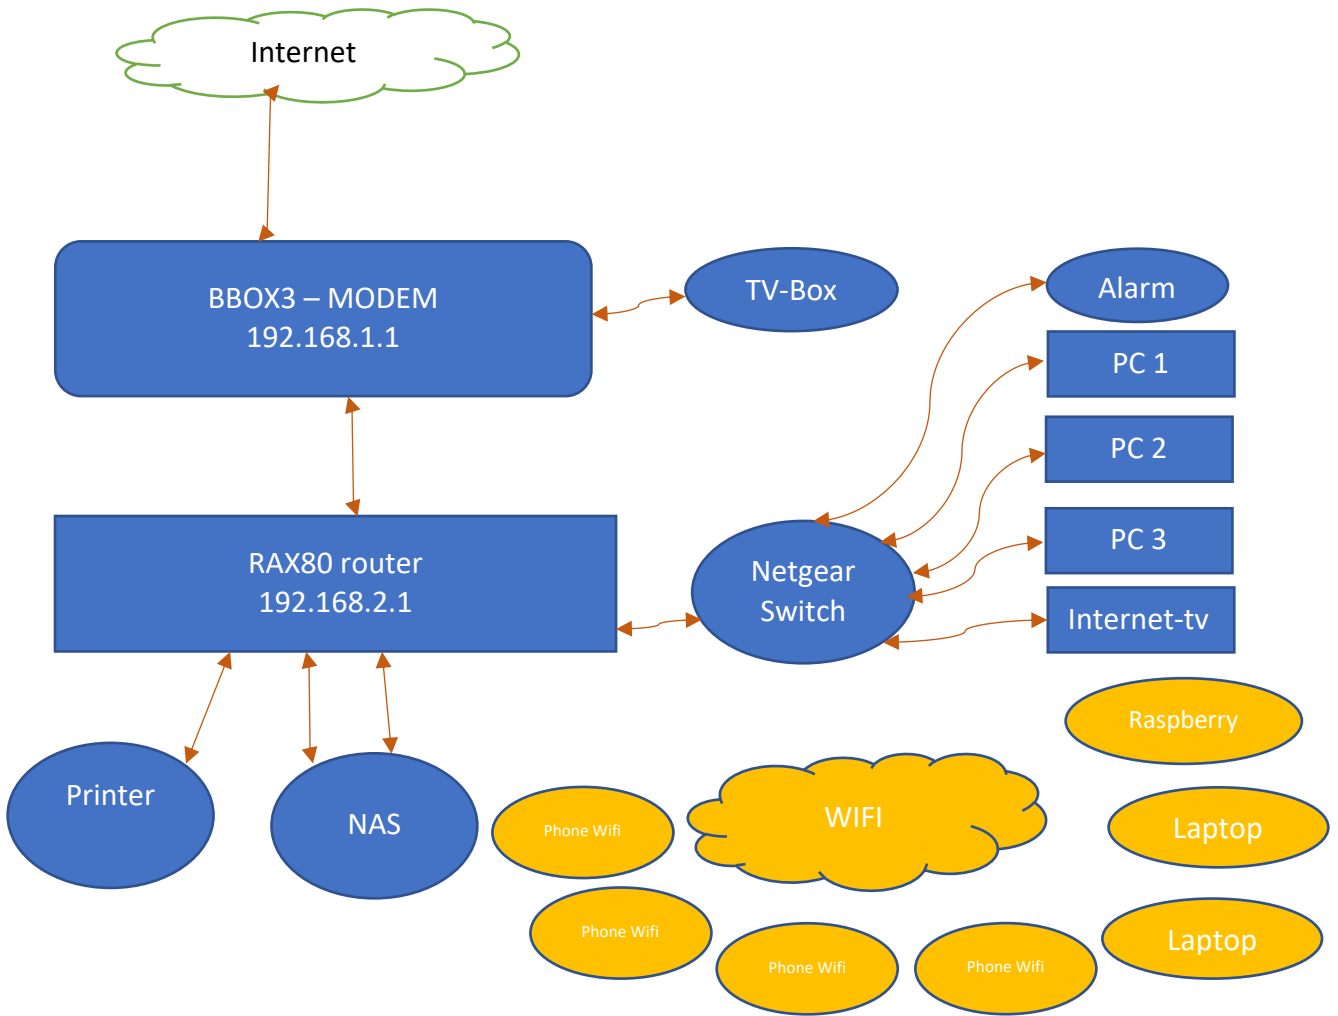 Internet
BBOX3 – MODEM
192.168.1.1
TV-Box
Alarm
PC 1
PC 2
PC 3
Internet-tv
RAX80 router
192.168.2.1
Netgear
Switch
Printer
NAS
WIFI
Raspberry
Laptop
Laptop
Phone Wifi
Phone Wifi
Phone Wifi
Phone Wifi